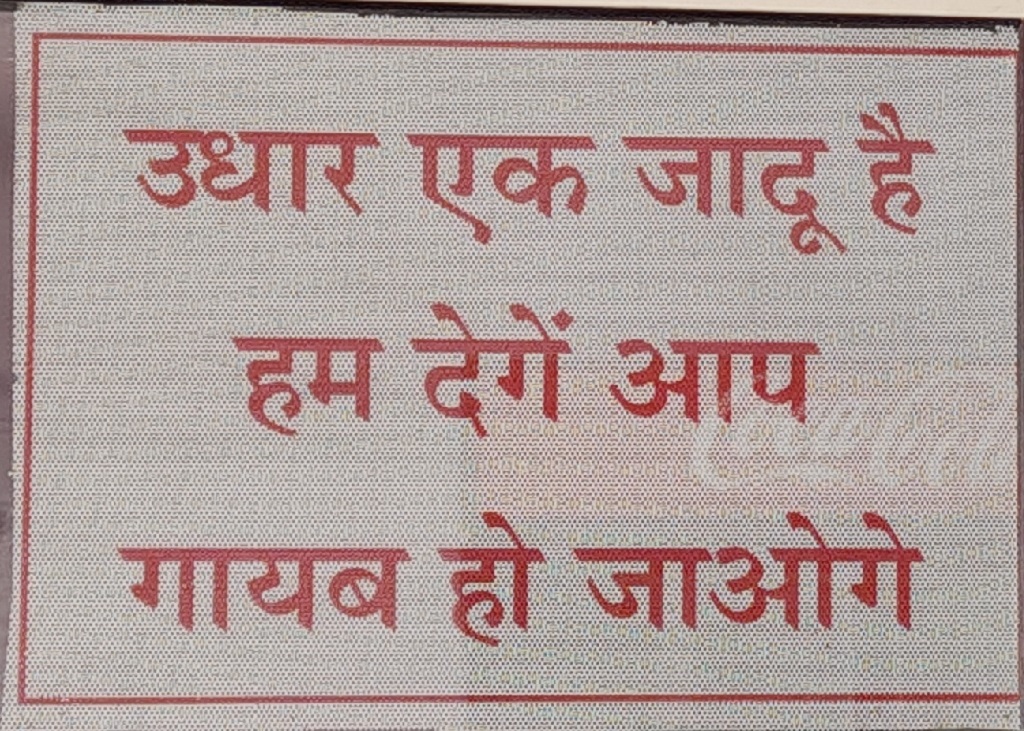 उधार एक जादू है
हम देगें आप
गायब हो जाओगे